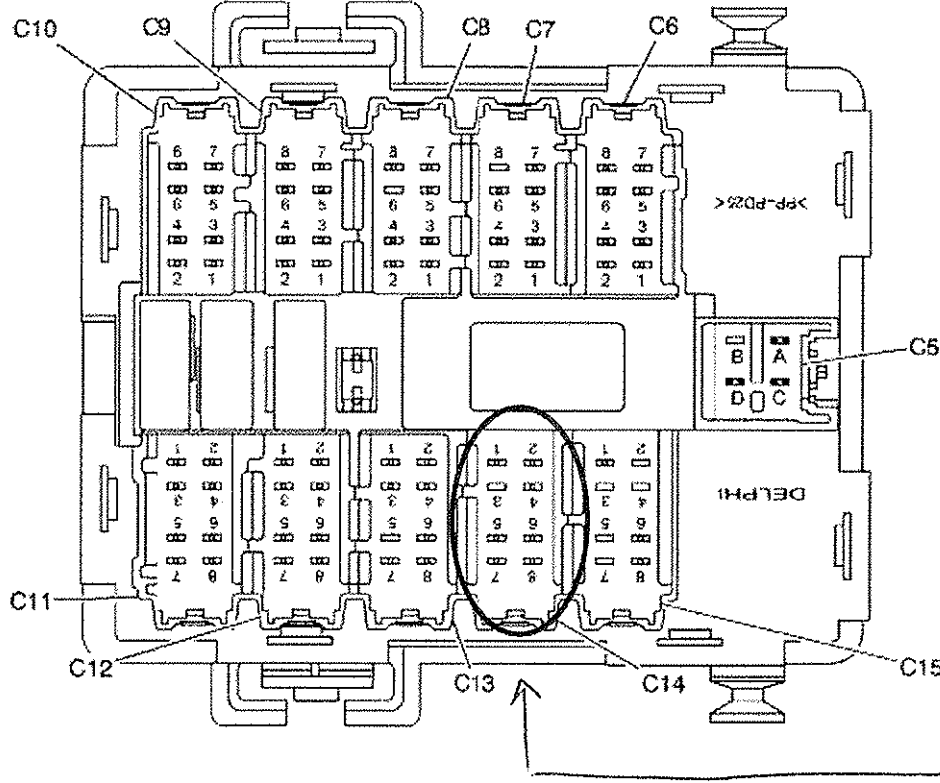 C10 C9 C8 C7 C6
6 7 8 7 8 7 8 7 8 7
6 5 6 5 6 5 6 5 6 5
4 3 4 3 4 3 4 3 4 3
2 1 2 1 2 1 2 1 2 1
>PP-PD25<
C5
B A
D C
1 2 1 2 1 2 1 2 1 2
3 4 3 4 3 4 3 4 3 4
5 6 5 6 5 6 5 6 5 6
7 8 7 8 7 8 7 8 7 8
DELPHI
C11 C12 C13 C14 C15